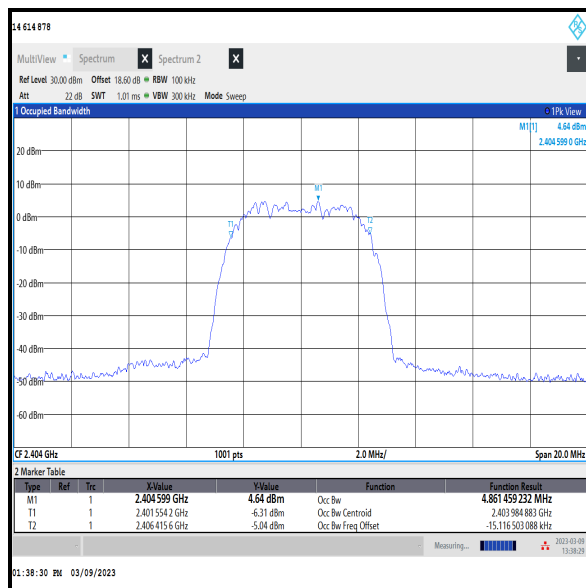 14 614 878
MultiView Spectrum X Spectrum 2 X
Ref Level 30.00 dBm Offset 18.60 dB RBW 100 kHz
Att 22 dB SWT 1.01 ms VBW 300 kHz Mode Sweep
1 Occupied Bandwidth 1Pk View
M1[1] 4.64 dBm
2.404 599 0 GHz
20 dBm
10 dBm
M1
0 dBm
T1 T2
-10 dBm
-20 dBm
-30 dBm
-40 dBm
-50 dBm
-60 dBm
CF 2.404 GHz 1001 pts 2.0 MHz/ Span 20.0 MHz
2 Marker Table
Type Ref Trc X-Value Y-Value Function Function Result
M1 1 2.404 599 GHz 4.64 dBm Occ Bw 4.861 459 232 MHz
T1 1 2.401 554 2 GHz -6.31 dBm Occ Bw Centroid 2.403 984 883 GHz
T2 1 2.406 415 6 GHz -5.04 dBm Occ Bw Freq Offset -15.116 503 088 kHz
Measuring... 2023-03-09
13:38:29
01:38:30 PM 03/09/2023